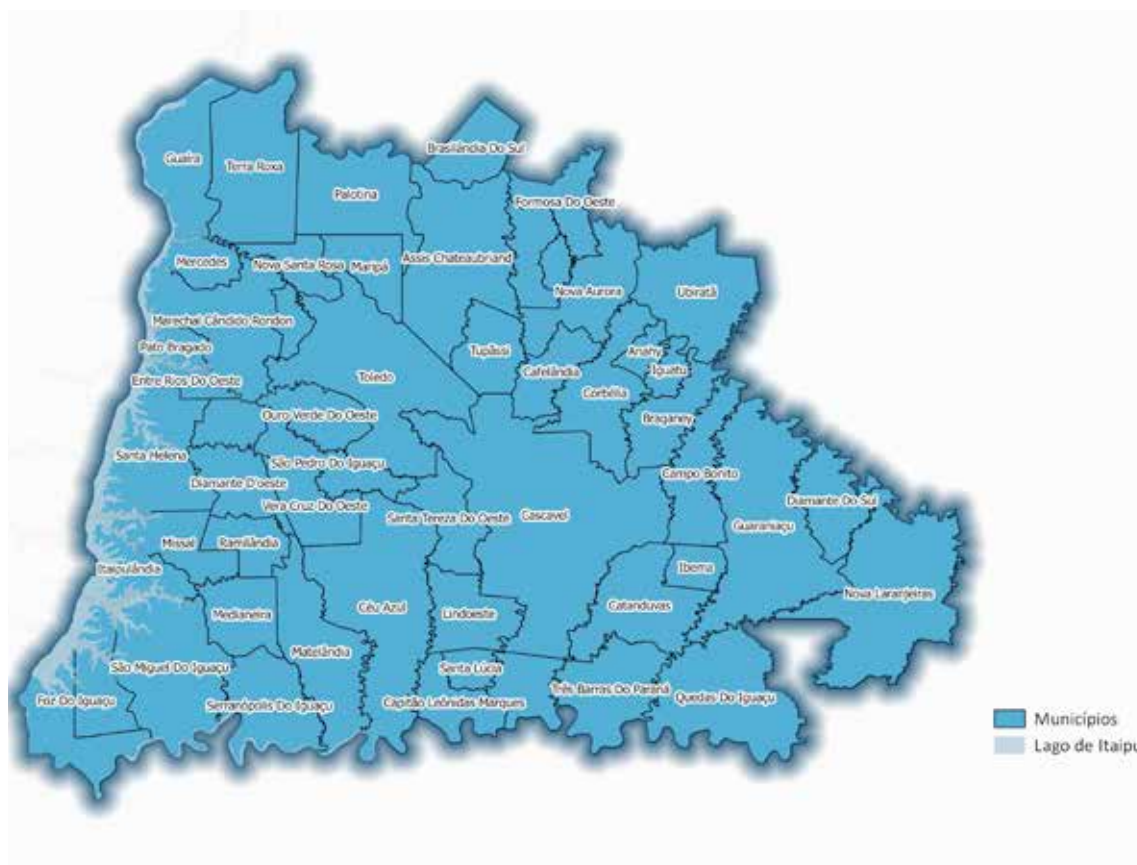 Brasilândia Do Sul
Guaíra
Terra Roxa
Palotina
Formosa Do Oeste
Mercedes
Nova Santa Rosa
Maripá
Assis Chateaubriand
Nova Aurora
Ubiratã
Marechal Cândido Rondon
Pato Bragado
Tupãssi
Anahy
Iguatu
Entre Rios Do Oeste
Toledo
Cafelândia
Corbélia
Ouro Verde Do Oeste
Braganey
Santa Helena
São Pedro Do Iguaçu
Campo Bonito
Diamante D'oeste
Diamante Do Sul
Vera Cruz Do Oeste
Santa Tereza Do Oeste
Cascavel
Guaraniaçu
Missal
Ramilândia
Itaipulândia
Ibema
Nova Laranjeiras
Medianeira
Céu Azul
Lindoeste
Catanduvas
Matelândia
São Miguel Do Iguaçu
Santa Lúcia
Três Barras Do Paraná
Foz Do Iguaçu
Serranópolis Do Iguaçu
Capitão Leônidas Marques
Quedas Do Iguaçu
Municípios
Lago de Itaipu